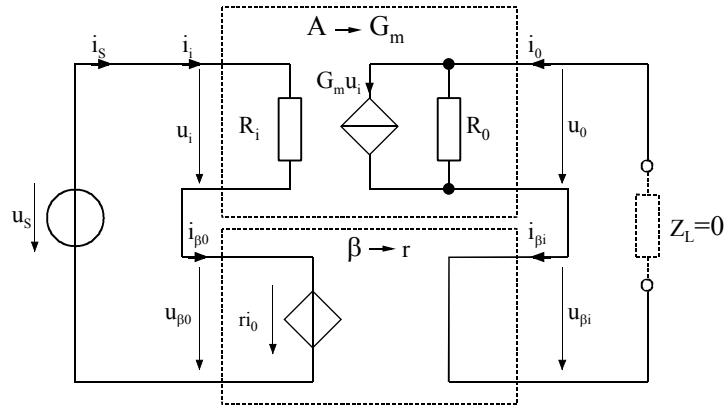 A → G_m
i_S
i_i
i_0
G_m u_i
u_i
R_i
R_0
u_0
u_S
Z_L=0
i_β0
i_βi
β → r
u_β0
ri_0
u_βi